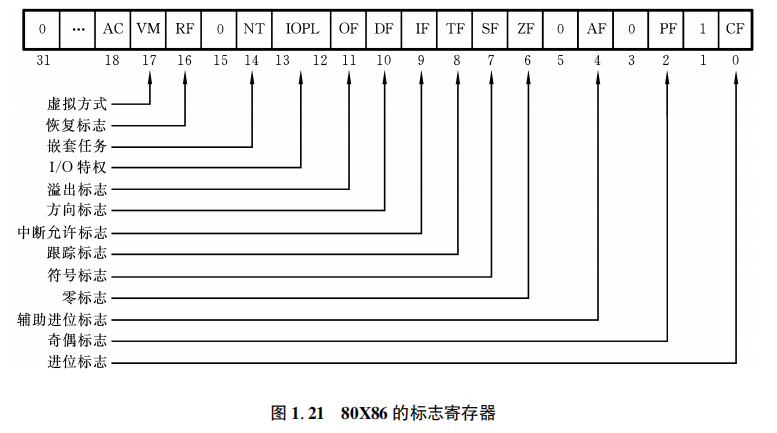 0 … AC VM RF 0 NT IOPL OF DF IF TF SF ZF 0 AF 0 PF 1 CF
31 18 17 16 15 14 13 12 11 10 9 8 7 6 5 4 3 2 1 0
虚拟方式
恢复标志
嵌套任务
I/O 特权
溢出标志
方向标志
中断允许标志
跟踪标志
符号标志
零标志
辅助进位标志
奇偶标志
进位标志
图 1.21 80X86 的标志寄存器